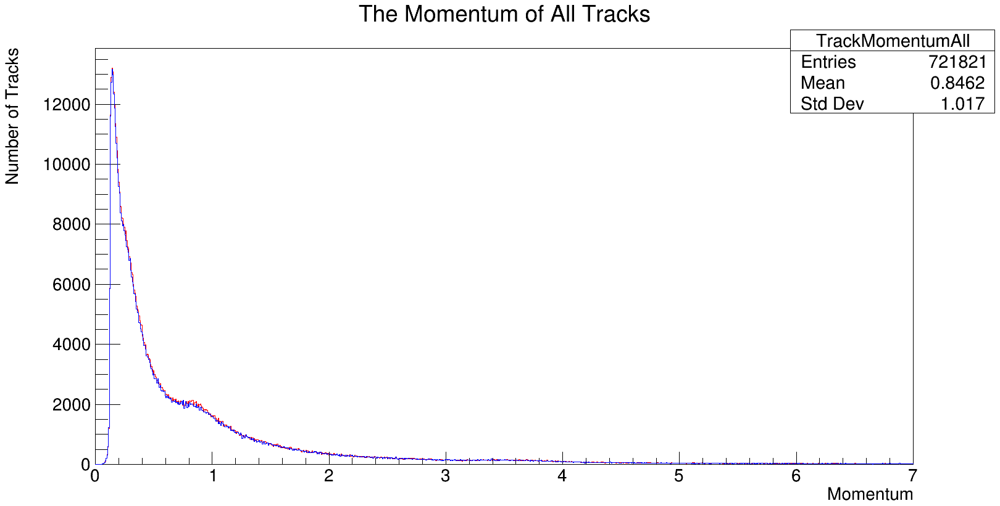 The Momentum of All Tracks
TrackMomentumAll
Entries 721821
Mean 0.8462
Std Dev 1.017
Number of Tracks
12000
10000
8000
6000
4000
2000
0
0 1 2 3 4 5 6 7
Momentum